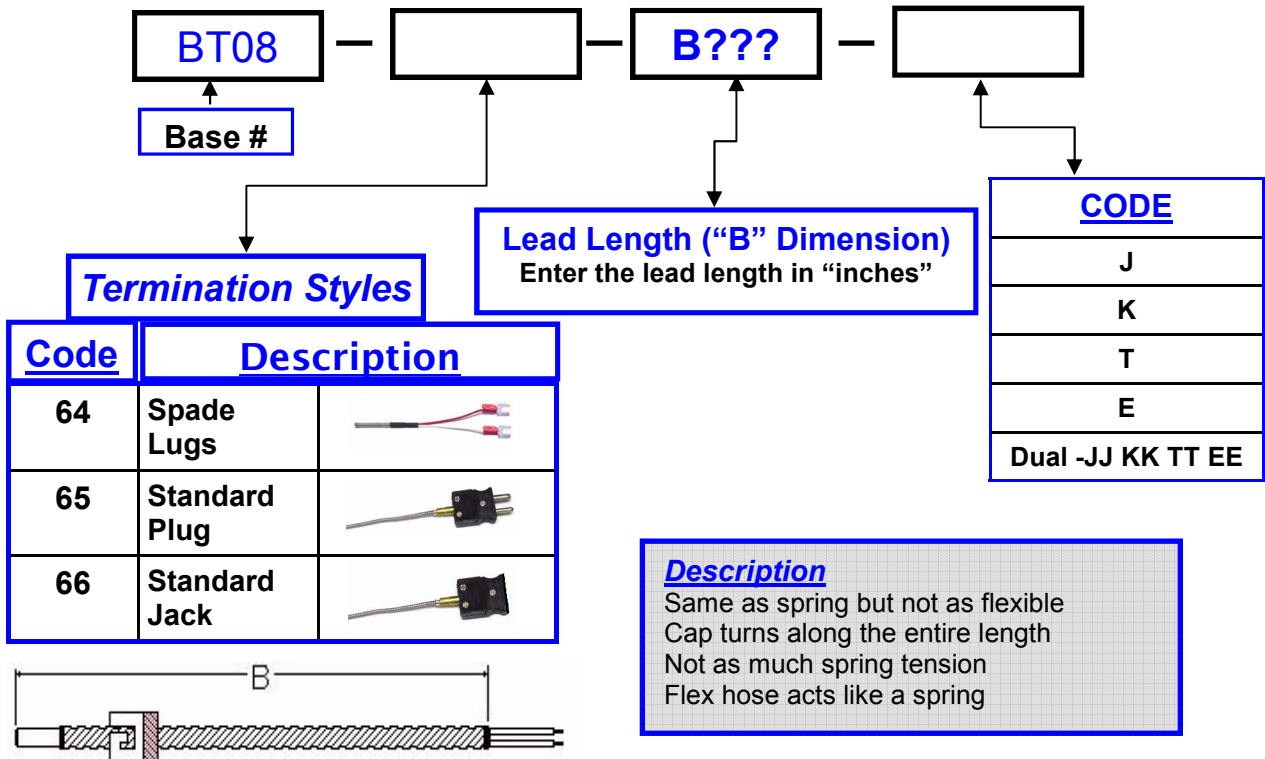 BT08 — — B??? —
Base #
Lead Length (“B” Dimension)
Enter the lead length in “inches”
CODE
J
K
T
E
Dual -JJ KK TT EE
Termination Styles
Code Description
64 Spade
Lugs
65 Standard
Plug
66 Standard
Jack
Description
Same as spring but not as flexible
Cap turns along the entire length
Not as much spring tension
Flex hose acts like a spring
B